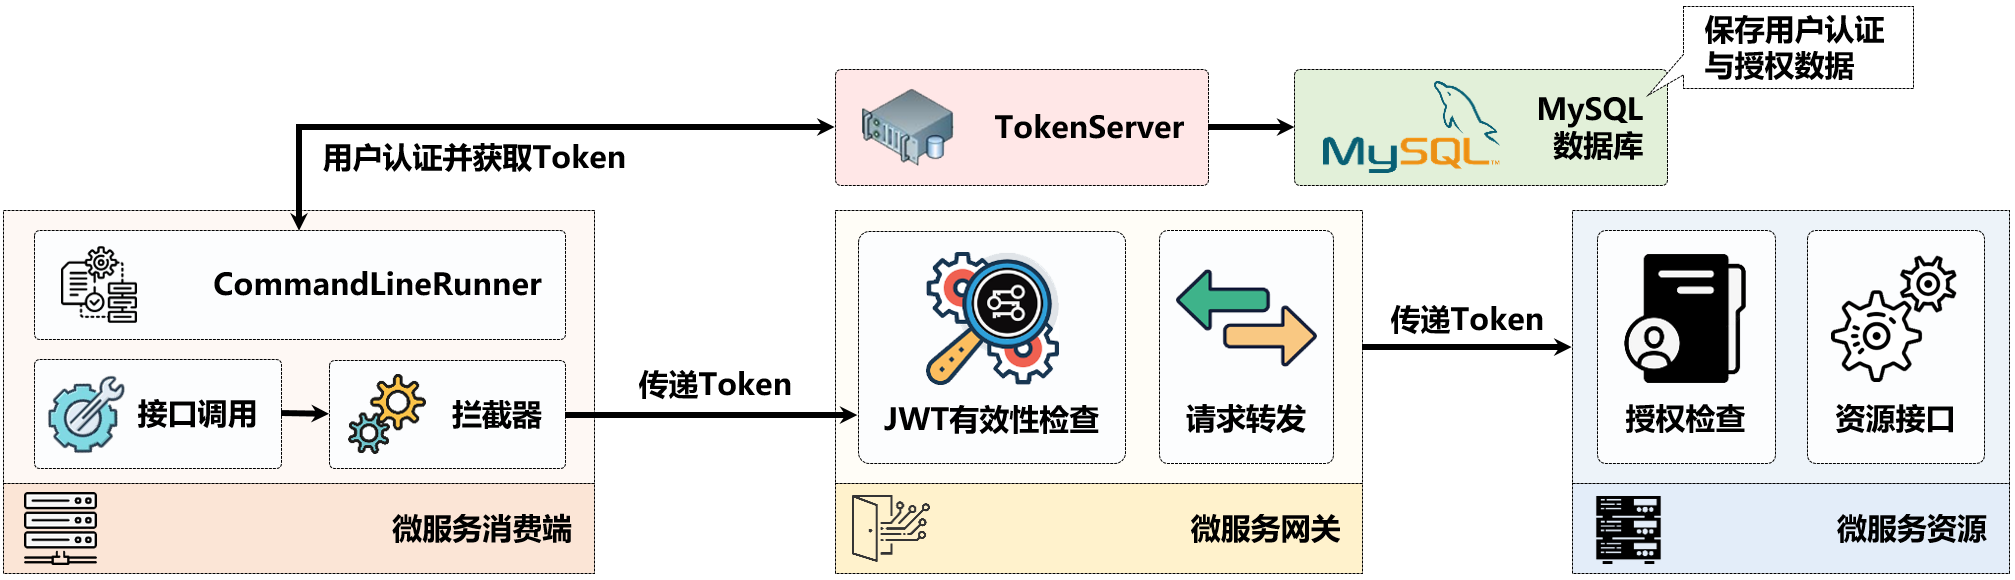 保存用户认证
与授权数据
TokenServer
MySQL
数据库
MySQL™
用户认证并获取Token
CommandLineRunner
接口调用
拦截器
传递Token
JWT有效性检查
请求转发
传递Token
授权检查
资源接口
微服务消费端
微服务网关
微服务资源